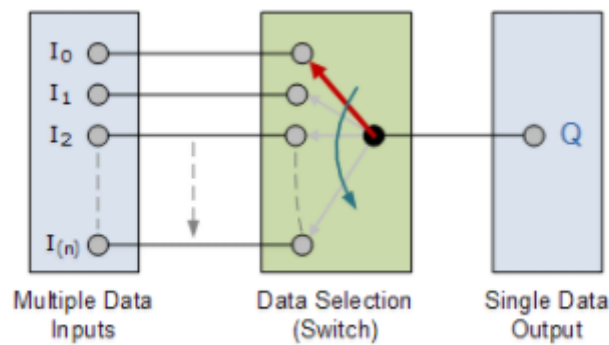 I0
I1
I2
Q
I(n)
Multiple Data
Inputs
Data Selection
(Switch)
Single Data
Output